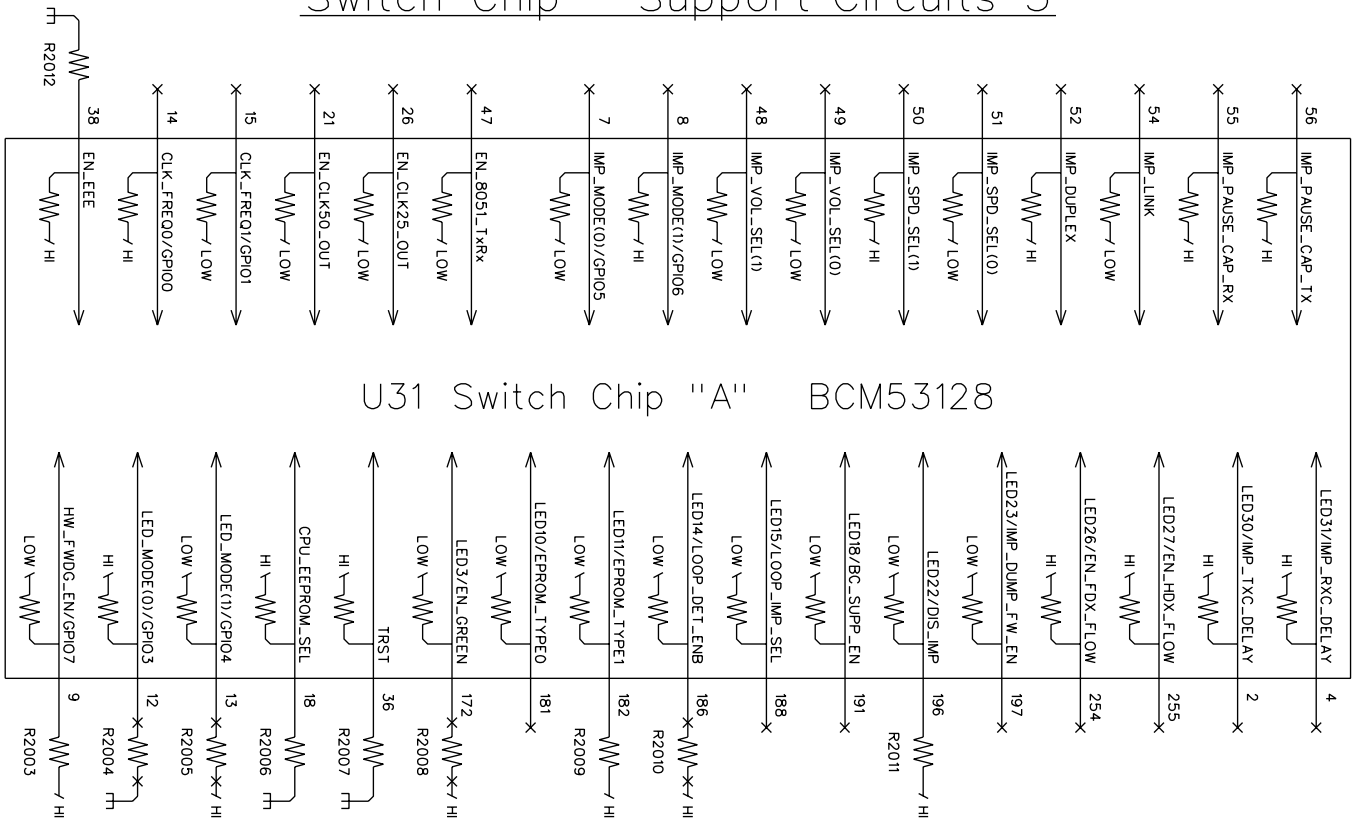 Switch Chip Support Circuits 3
R2012
38
14
15
21
26
47
7
8
48
49
50
51
52
54
55
56
EN_EEE
HI
CLK_FREQ0/GPIO0
HI
CLK_FREQ1/GPIO1
LOW
EN_CLK50_OUT
LOW
EN_CLK25_OUT
LOW
EN_8051_TxRx
LOW
IMP_MODE(0)/GPIO5
LOW
IMP_MODE(1)/GPIO6
HI
IMP_VOL_SEL(1)
LOW
IMP_VOL_SEL(0)
LOW
IMP_SPD_SEL(1)
HI
IMP_SPD_SEL(0)
LOW
IMP_DUPLEX
HI
IMP_LINK
LOW
IMP_PAUSE_CAP_RX
HI
IMP_PAUSE_CAP_TX
HI
U31 Switch Chip "A" BCM53128
HW_FWDG_EN/GPIO7
LOW
9
R2003
HI
LED_MODE(0)/GPIO3
HI
12
R2004
LED_MODE(1)/GPIO4
LOW
13
R2005
HI
CPU_EEPROM_SEL
HI
18
R2006
TRST
HI
36
R2007
LED3/EN_GREEN
LOW
172
R2008
HI
LED10/EPROM_TYPE0
LOW
181
LED11/EPROM_TYPE1
LOW
182
R2009
HI
LED14/LOOP_DET_ENB
LOW
186
R2010
HI
LED15/LOOP_IMP_SEL
LOW
188
LED18/BC_SUPP_EN
LOW
191
LED22/DIS_IMP
LOW
196
R2011
HI
LED23/IMP_DUMP_FW_EN
LOW
197
LED26/EN_FDX_FLOW
HI
254
LED27/EN_HDX_FLOW
HI
255
LED30/IMP_TXC_DELAY
HI
2
LED31/IMP_RXC_DELAY
HI
4